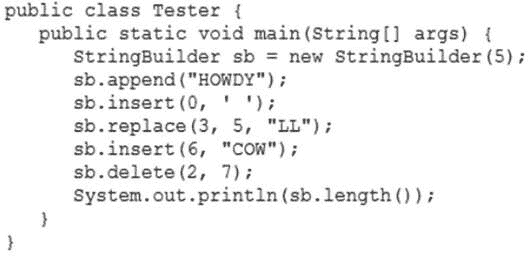 public class Tester {
public static void main(String[] args) {
StringBuilder sb = new StringBuilder(5);
sb.append("HOWDY");
sb.insert(0, ' ');
sb.replace(3, 5, "LL");
sb.insert(6, "COW");
sb.delete(2, 7);
System.out.println(sb.length());
}
}